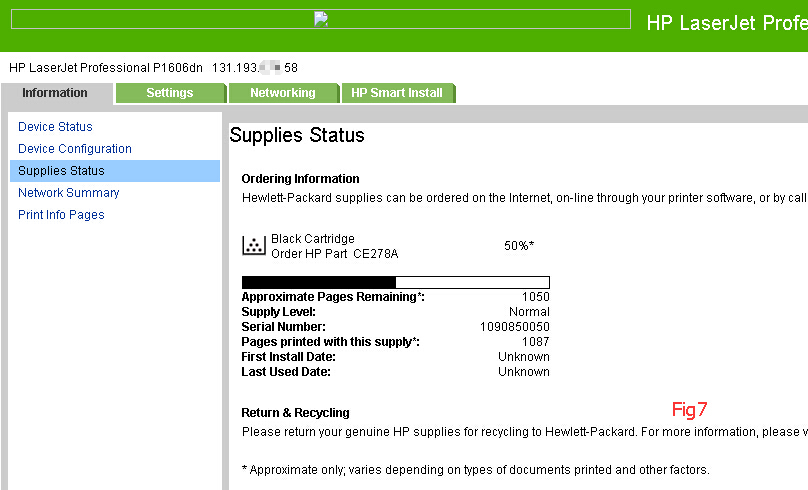 HP LaserJet Profe
HP LaserJet Professional P1606dn 131.193. 58
Information Settings Networking HP Smart Install
Device Status
Device Configuration
Supplies Status
Network Summary
Print Info Pages
Supplies Status
Ordering Information
Hewlett-Packard supplies can be ordered on the Internet, on-line through your printer software, or by call
Black Cartridge
Order HP Part CE278A
50%*
Approximate Pages Remaining*: 1050
Supply Level: Normal
Serial Number: 1090850050
Pages printed with this supply*: 1087
First Install Date: Unknown
Last Used Date: Unknown
Fig7
Return & Recycling
Please return your genuine HP supplies for recycling to Hewlett-Packard. For more information, please v
* Approximate only; varies depending on types of documents printed and other factors.